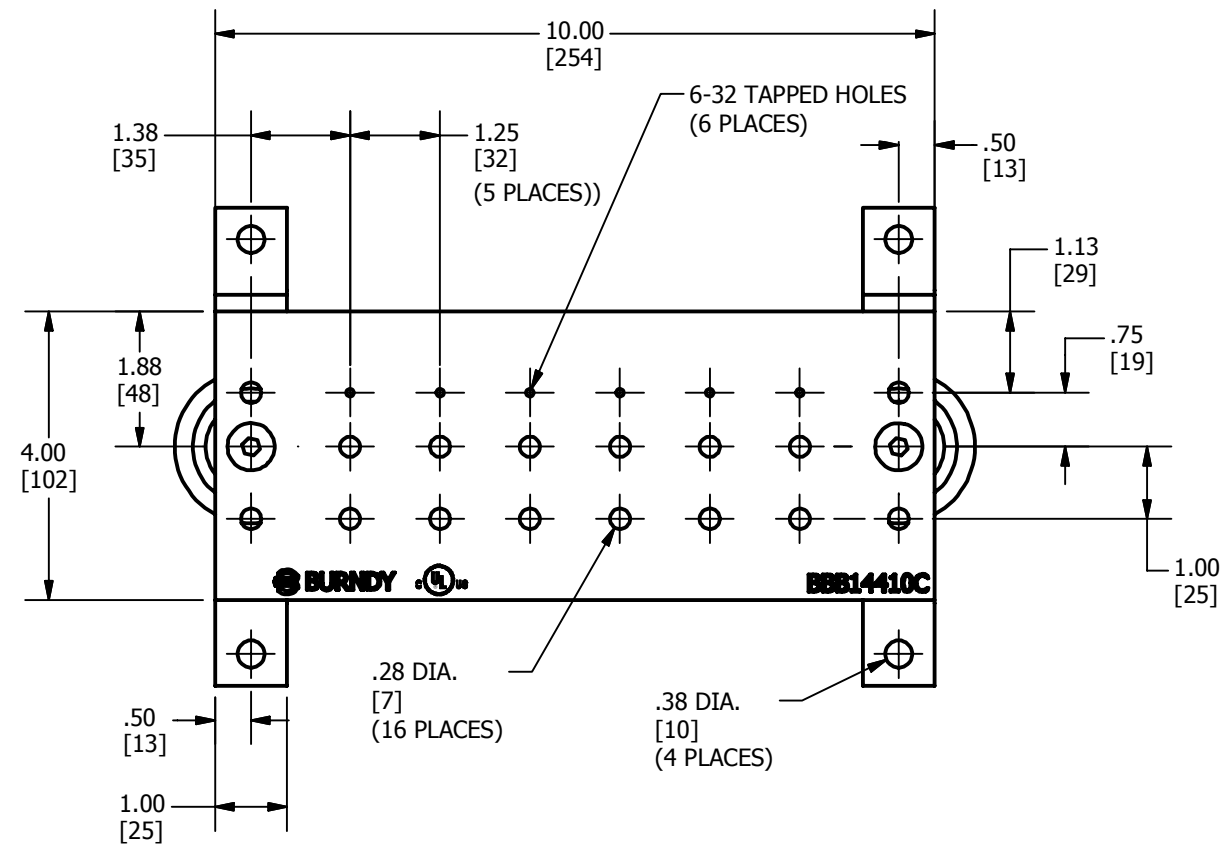 10.00
[254]
6-32 TAPPED HOLES
(6 PLACES)
1.38
[35]
1.25
[32]
(5 PLACES))
.50
[13]
1.13
[29]
.75
[19]
1.88
[48]
4.00
[102]
1.00
[25]
BURNDY
C UL US
BBB14410C
.28 DIA.
[7]
(16 PLACES)
.38 DIA.
[10]
(4 PLACES)
.50
[13]
1.00
[25]